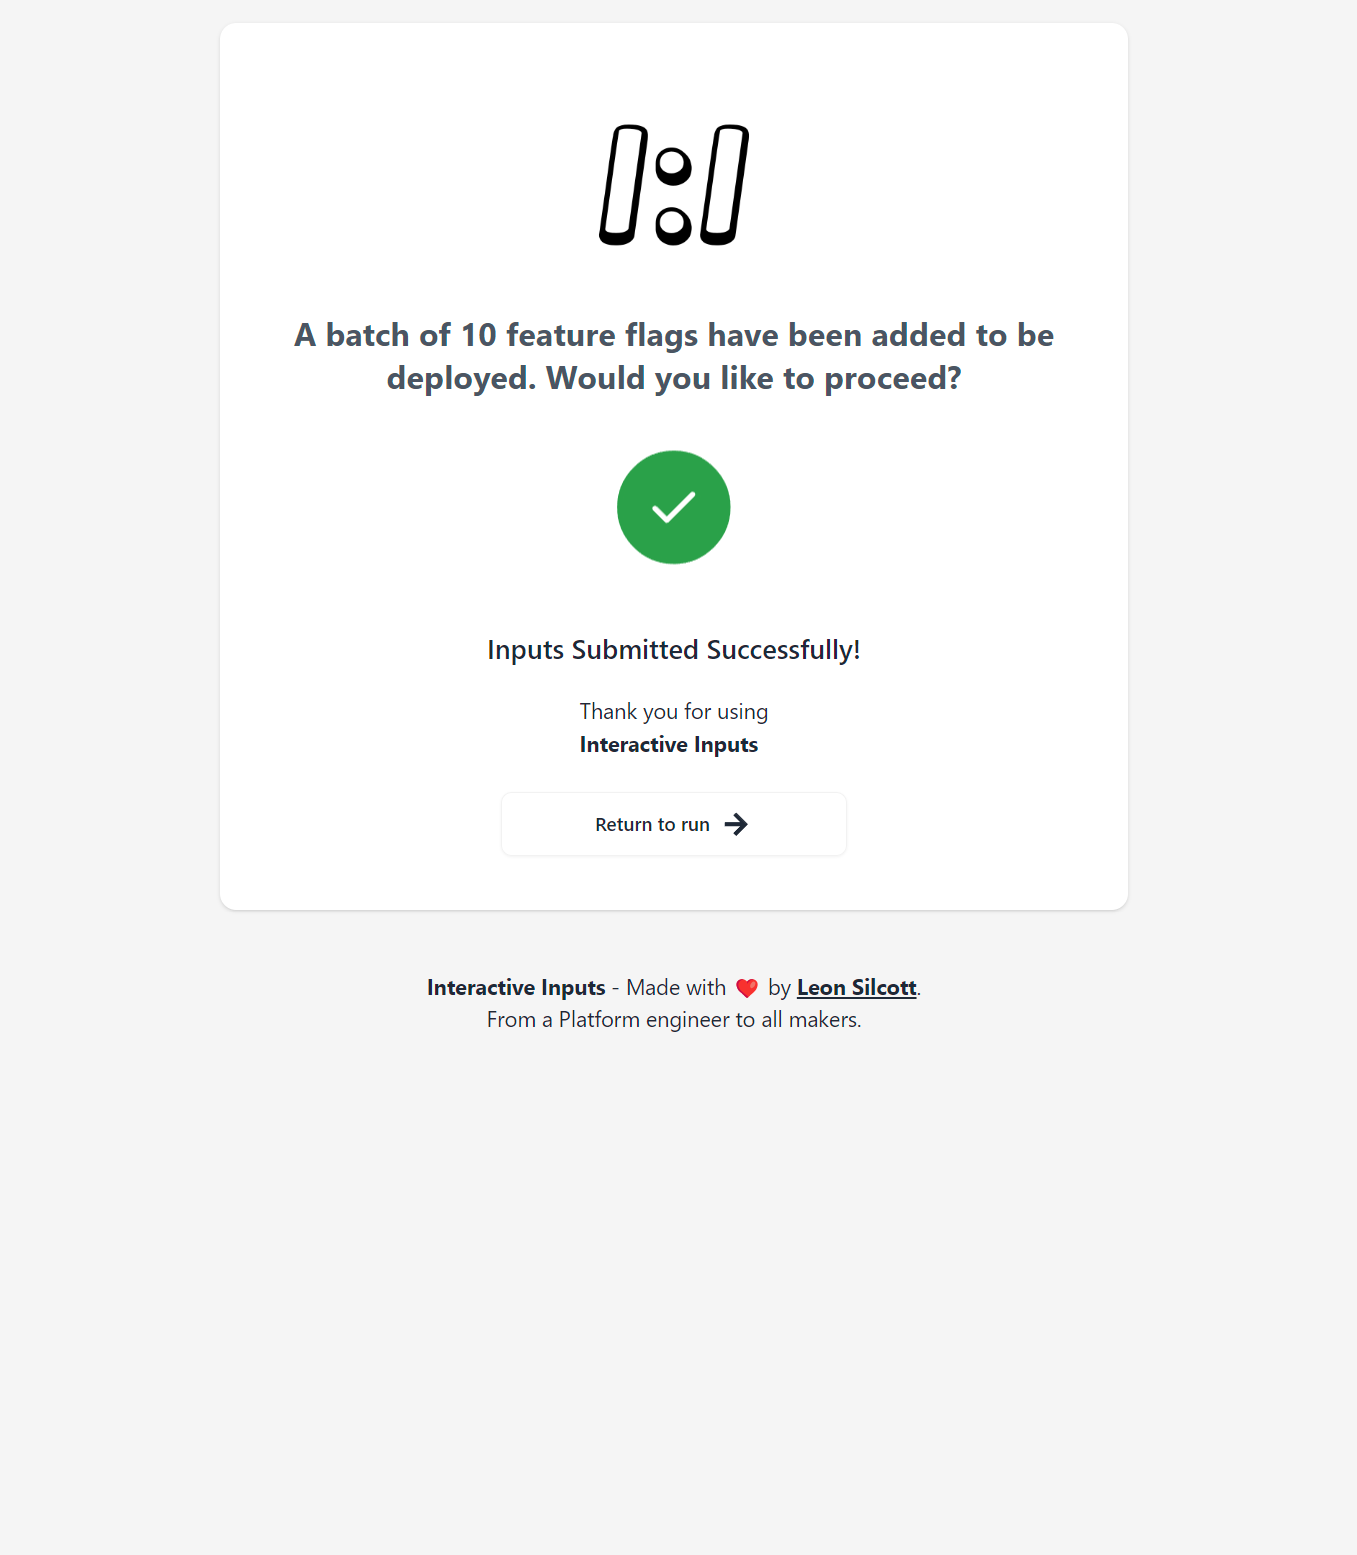 A batch of 10 feature flags have been added to be
deployed. Would you like to proceed?
Inputs Submitted Successfully!
Thank you for using
Interactive Inputs
Return to run
Interactive Inputs - Made with ❤️ by Leon Silcott.
From a Platform engineer to all makers.